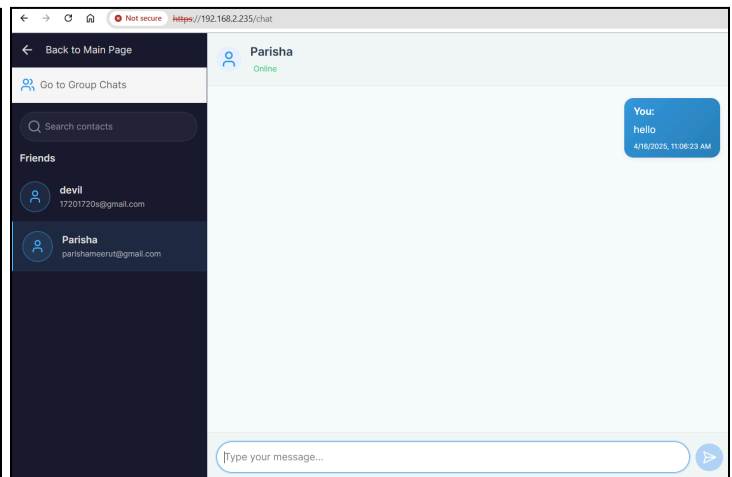 Not secure https://192.168.2.235/chat
Back to Main Page
Go to Group Chats
Search contacts
Friends
devil
17201720s@gmail.com
Parisha
parishameerut@gmail.com
Parisha
Online
You:
hello
4/16/2025, 11:06:23 AM
Type your message...